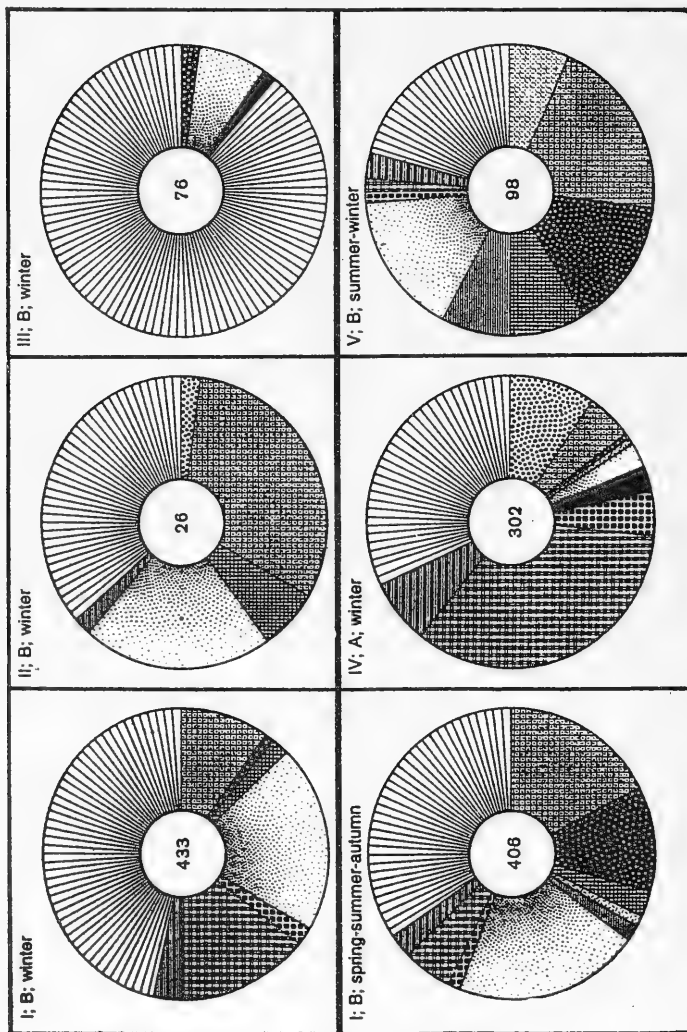 I; B; winter
433
II; B; winter
26
III; B; winter
76
I; B; spring-summer-autumn
406
IV; A; winter
302
V; B; summer-winter
98